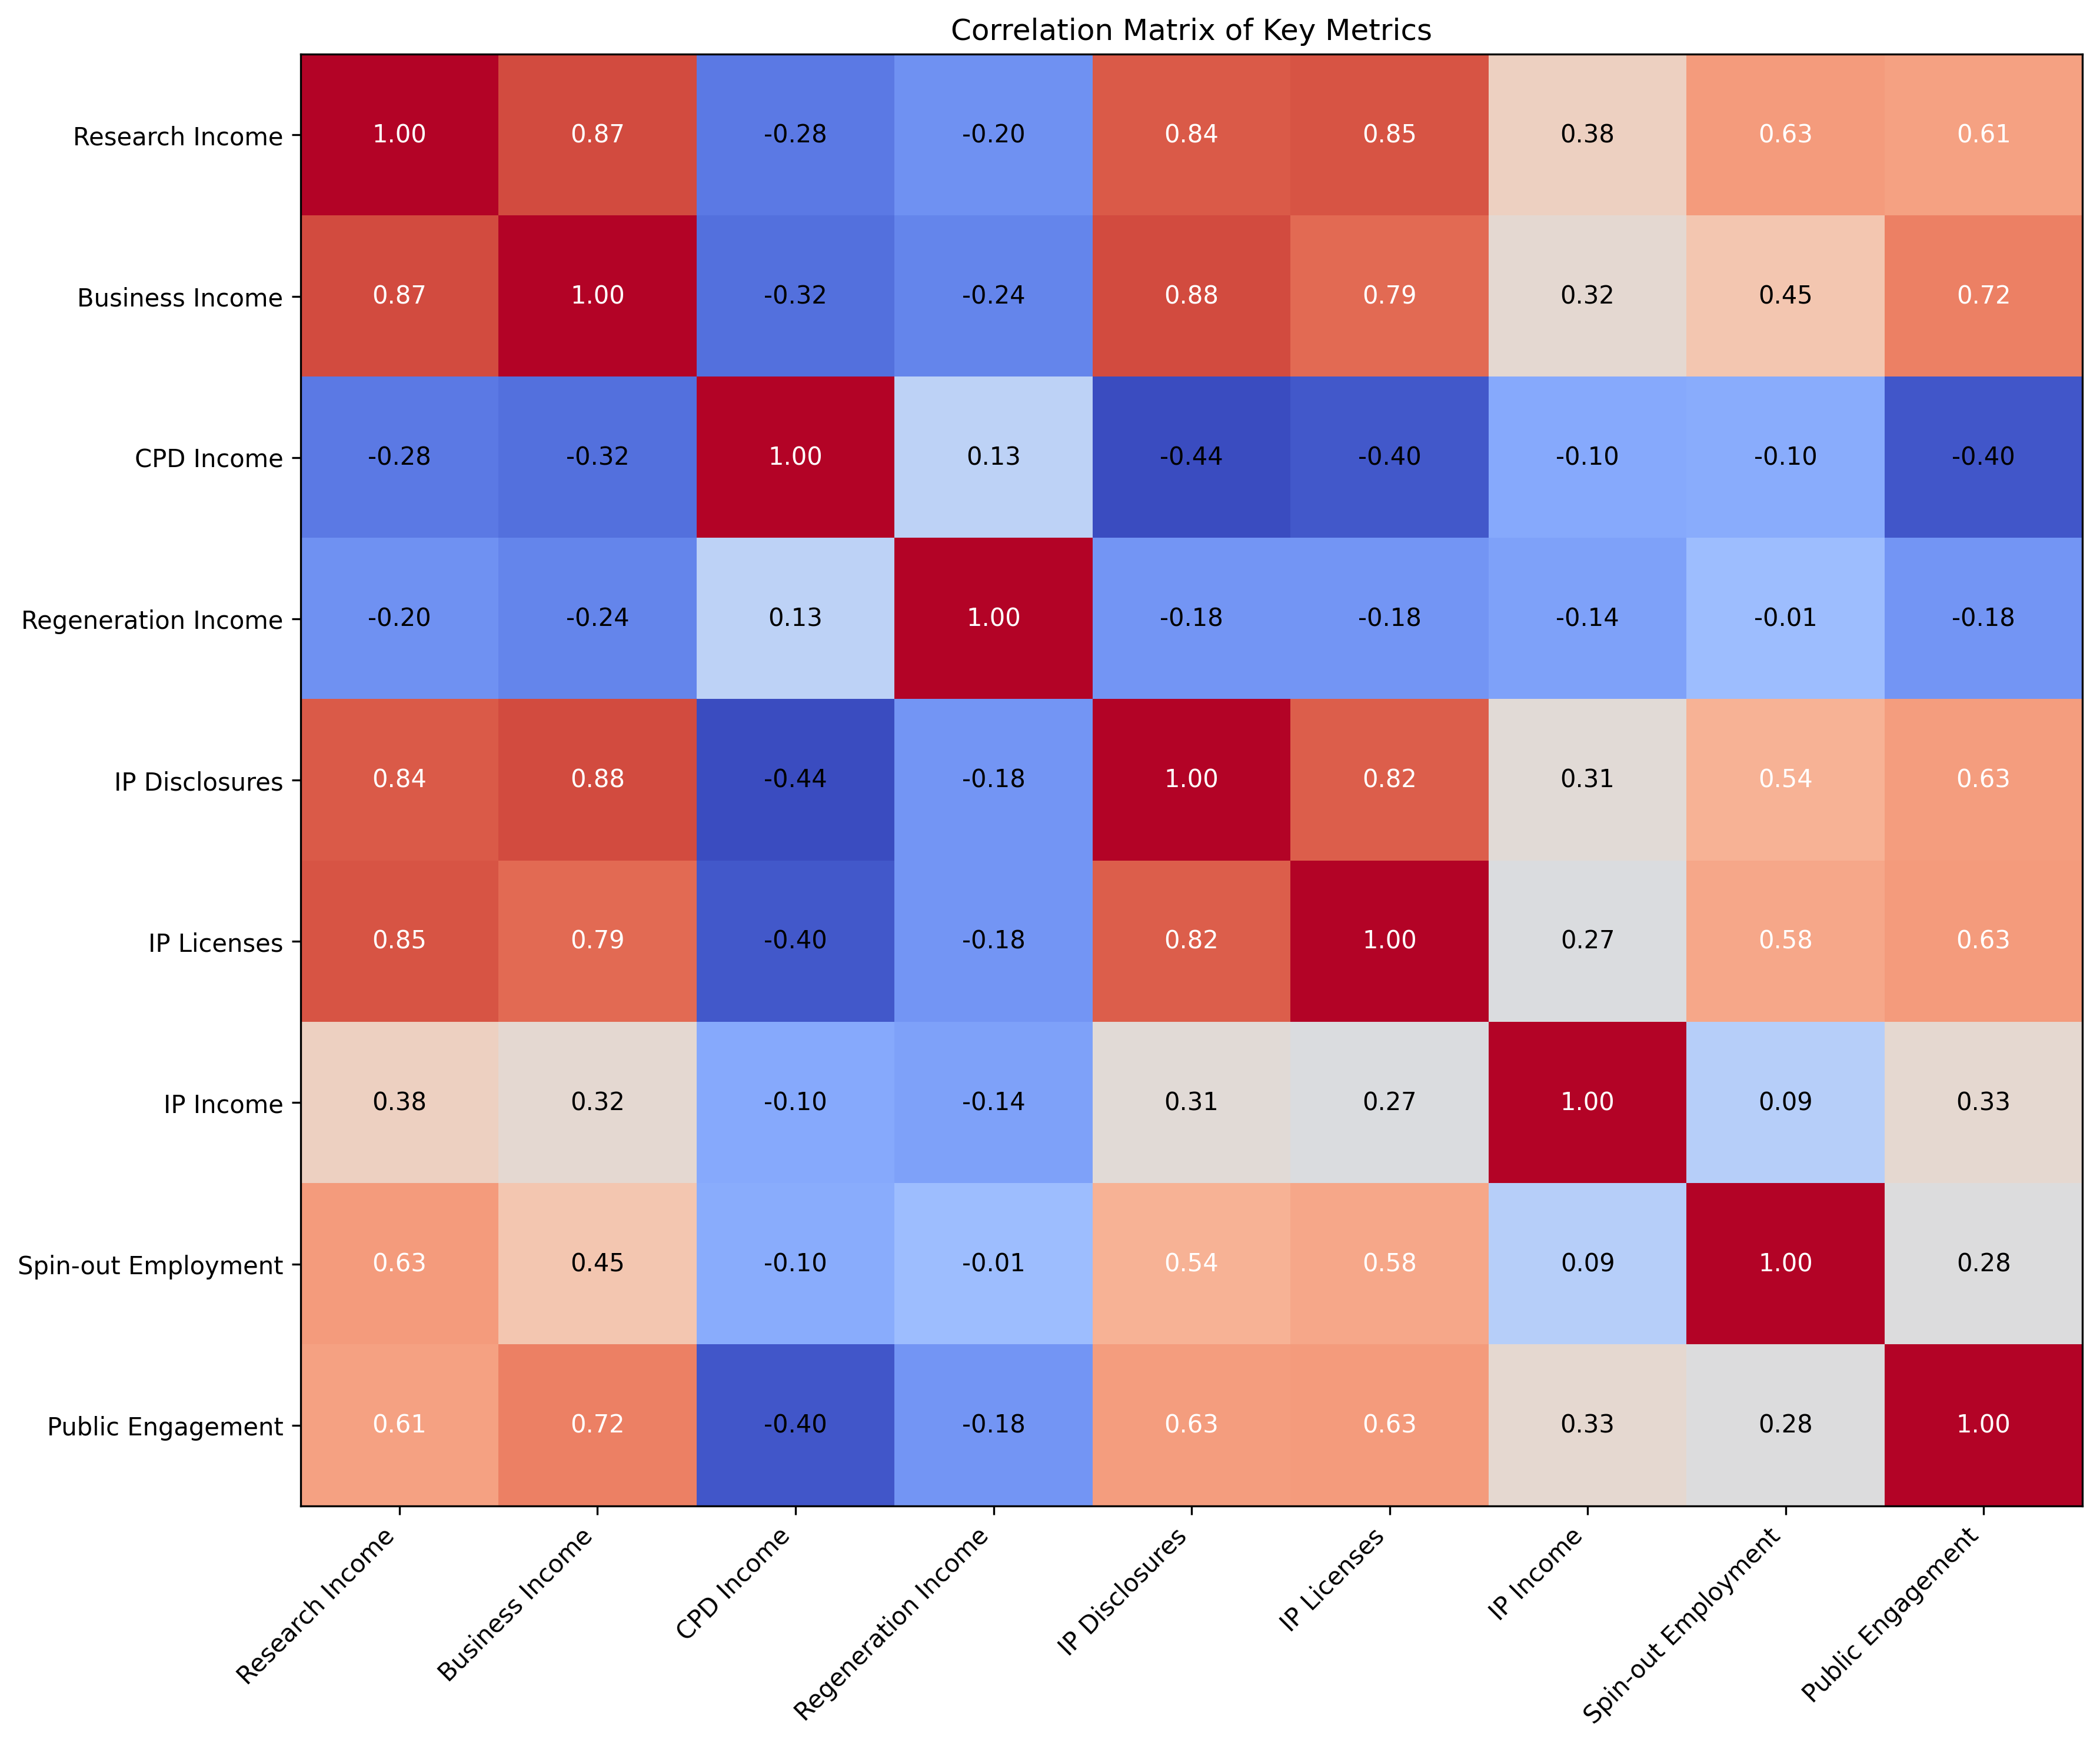 Correlation Matrix of Key Metrics
Research Income 1.00 0.87 -0.28 -0.20 0.84 0.85 0.38 0.63 0.61
Business Income 0.87 1.00 -0.32 -0.24 0.88 0.79 0.32 0.45 0.72
CPD Income -0.28 -0.32 1.00 0.13 -0.44 -0.40 -0.10 -0.10 -0.40
Regeneration Income -0.20 -0.24 0.13 1.00 -0.18 -0.18 -0.14 -0.01 -0.18
IP Disclosures 0.84 0.88 -0.44 -0.18 1.00 0.82 0.31 0.54 0.63
IP Licenses 0.85 0.79 -0.40 -0.18 0.82 1.00 0.27 0.58 0.63
IP Income 0.38 0.32 -0.10 -0.14 0.31 0.27 1.00 0.09 0.33
Spin-out Employment 0.63 0.45 -0.10 -0.01 0.54 0.58 0.09 1.00 0.28
Public Engagement 0.61 0.72 -0.40 -0.18 0.63 0.63 0.33 0.28 1.00
Research Income
Business Income
CPD Income
Regeneration Income
IP Disclosures
IP Licenses
IP Income
Spin-out Employment
Public Engagement